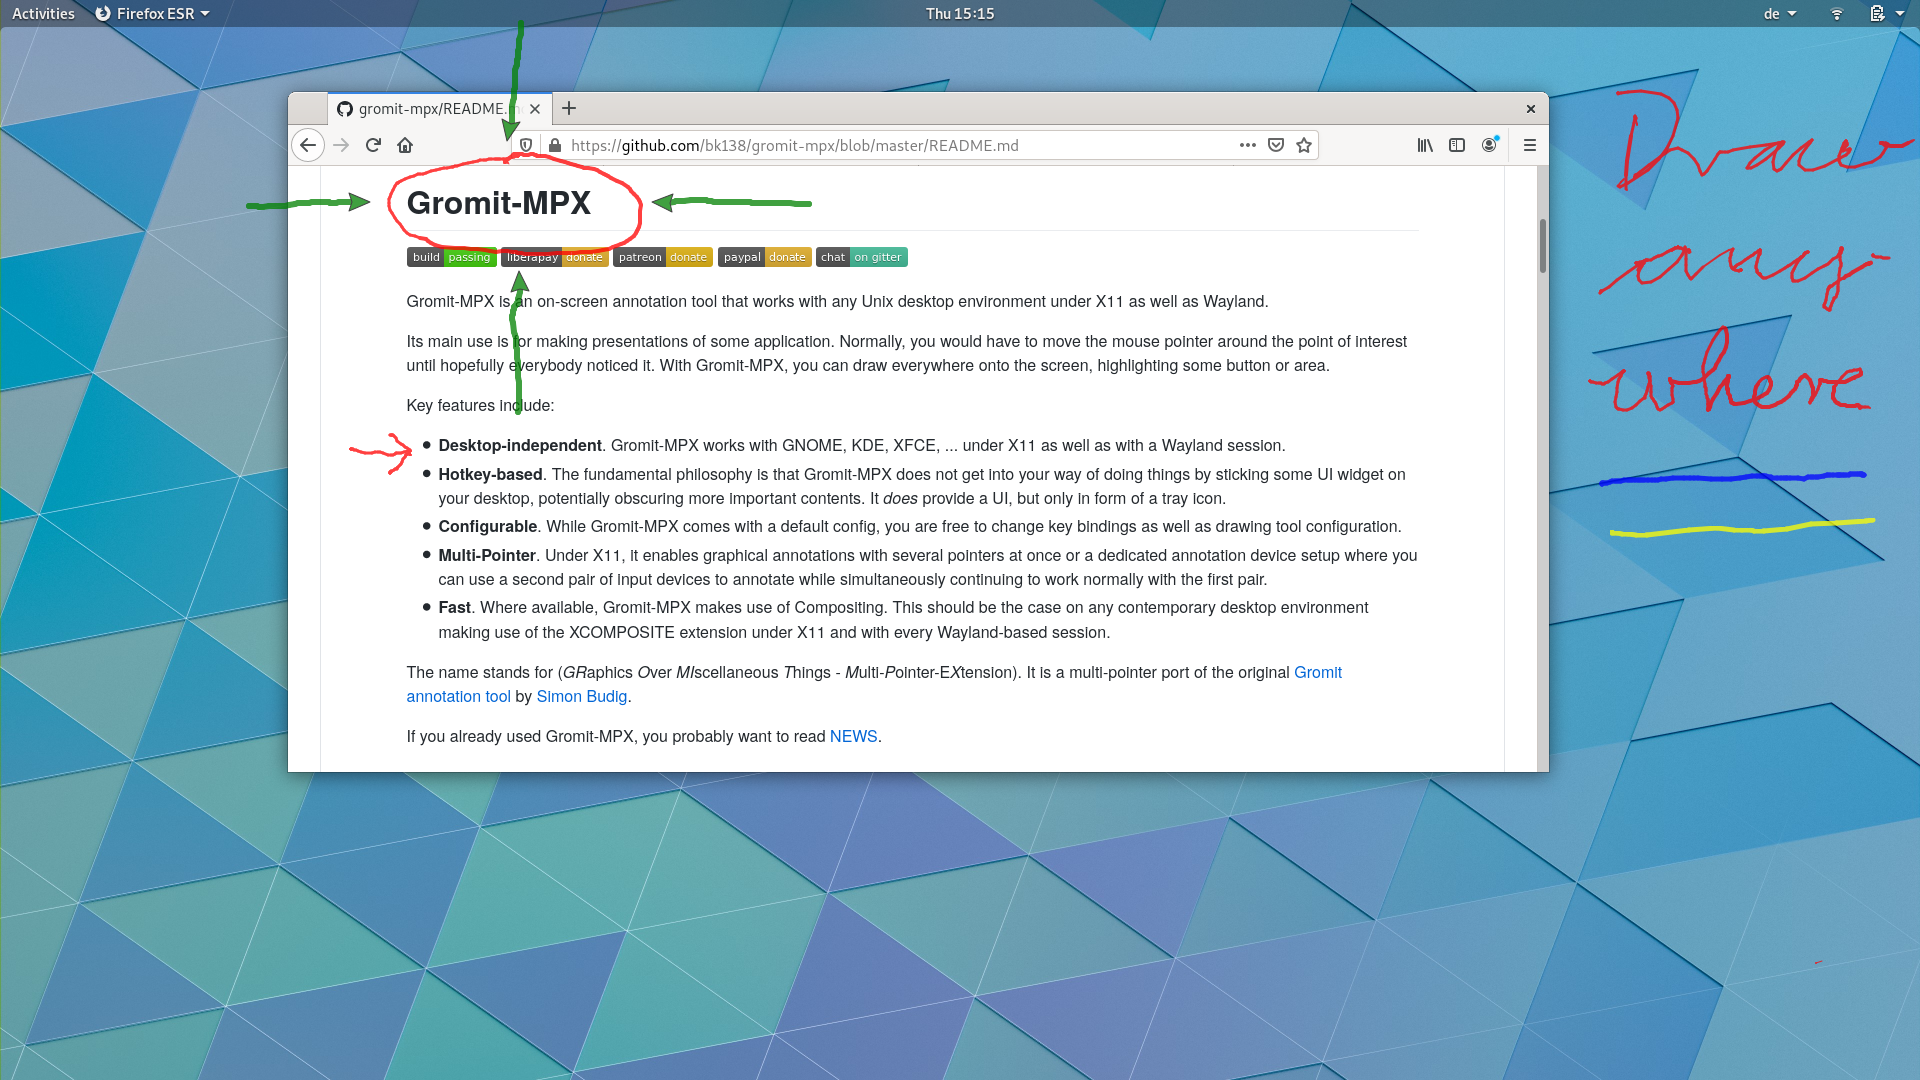 Activities Firefox ESR Thu 15:15 de
gromit-mpx/README.m
https://github.com/bk138/gromit-mpx/blob/master/README.md
Gromit-MPX
build passing liberapay donate patreon donate paypal donate chat on gitter
Gromit-MPX is an on-screen annotation tool that works with any Unix desktop environment under X11 as well as Wayland.
Its main use is for making presentations of some application. Normally, you would have to move the mouse pointer around the point of interest
until hopefully everybody noticed it. With Gromit-MPX, you can draw everywhere onto the screen, highlighting some button or area.
Key features include:
Desktop-independent. Gromit-MPX works with GNOME, KDE, XFCE, ... under X11 as well as with a Wayland session.
Hotkey-based. The fundamental philosophy is that Gromit-MPX does not get into your way of doing things by sticking some UI widget on
your desktop, potentially obscuring more important contents. It does provide a UI, but only in form of a tray icon.
Configurable. While Gromit-MPX comes with a default config, you are free to change key bindings as well as drawing tool configuration.
Multi-Pointer. Under X11, it enables graphical annotations with several pointers at once or a dedicated annotation device setup where you
can use a second pair of input devices to annotate while simultaneously continuing to work normally with the first pair.
Fast. Where available, Gromit-MPX makes use of Compositing. This should be the case on any contemporary desktop environment
making use of the XCOMPOSITE extension under X11 and with every Wayland-based session.
The name stands for (GRaphics Over MIscellaneous Things - Multi-Pointer-EXtension). It is a multi-pointer port of the original Gromit
annotation tool by Simon Budig.
If you already used Gromit-MPX, you probably want to read NEWS.
Draw
any-
where